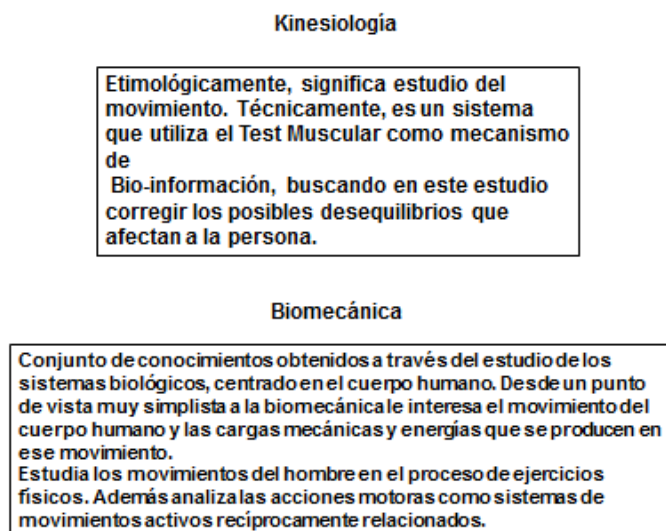 Kinesiología
Etimológicamente, significa estudio del
movimiento. Técnicamente, es un sistema
que utiliza el Test Muscular como mecanismo
de
Bio-información, buscando en este estudio
corregir los posibles desequilibrios que
afectan a la persona.
Biomecánica
Conjunto de conocimientos obtenidos a través del estudio de los
sistemas biológicos, centrado en el cuerpo humano. Desde un punto
de vista muy simplista a la biomecánica le interesa el movimiento del
cuerpo humano y las cargas mecánicas y energías que se producen en
ese movimiento.
Estudia los movimientos del hombre en el proceso de ejercicios
físicos. Además analiza las acciones motoras como sistemas de
movimientos activos recíprocamente relacionados.